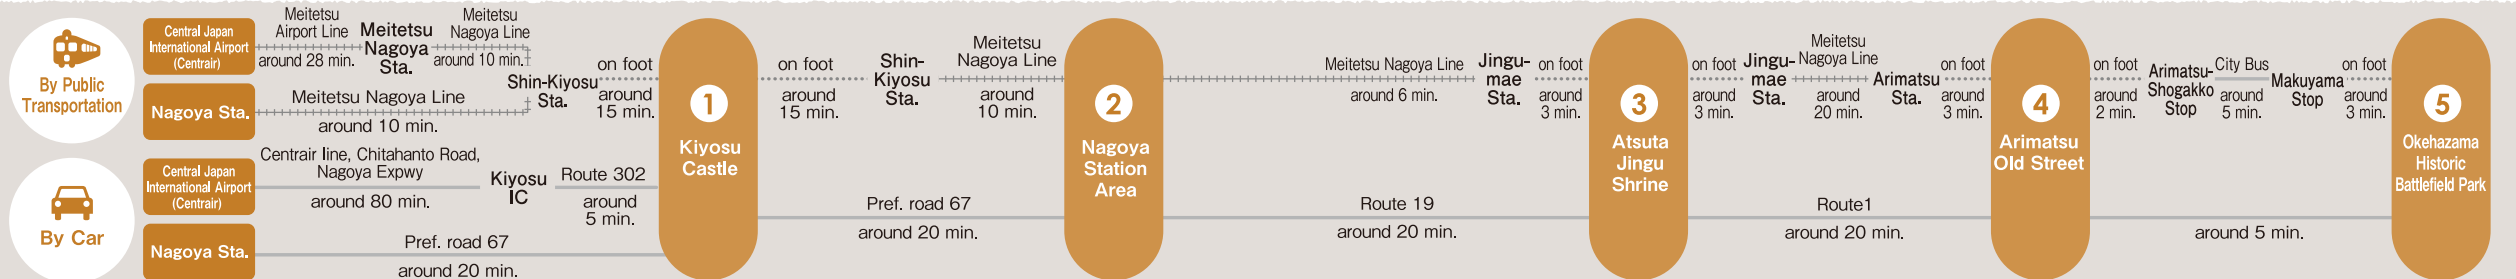 By Public
Transportation
Central Japan
International Airport
(Centrair)
Meitetsu
Airport Line
around 28 min.
Meitetsu
Nagoya
Sta.
Meitetsu
Nagoya Line
around 10 min.
Nagoya Sta.
Meitetsu Nagoya Line
around 10 min.
Shin-Kiyosu
Sta.
on foot
around
15 min.
1
Kiyosu
Castle
on foot
around
15 min.
Shin-
Kiyosu
Sta.
Meitetsu
Nagoya Line
around
10 min.
2
Nagoya
Station
Area
Meitetsu Nagoya Line
around 6 min.
Jingu-
mae
Sta.
on foot
around
3 min.
3
Atsuta
Jingu
Shrine
on foot
around
3 min.
Jingu-
mae
Sta.
Meitetsu
Nagoya Line
around
20 min.
Arimatsu
Sta.
on foot
around
3 min.
4
Arimatsu
Old Street
on foot
around
2 min.
Arimatsu-
Shogakko
Stop
City Bus
around
5 min.
Makuyama
Stop
on foot
around
3 min.
5
Okehazama
Historic
Battlefield Park
By Car
Central Japan
International Airport
(Centrair)
Centrair line, Chitahanto Road,
Nagoya Expwy
around 80 min.
Kiyosu
IC
Route 302
around
5 min.
Nagoya Sta.
Pref. road 67
around 20 min.
Pref. road 67
around 20 min.
Route 19
around 20 min.
Route1
around 20 min.
around 5 min.